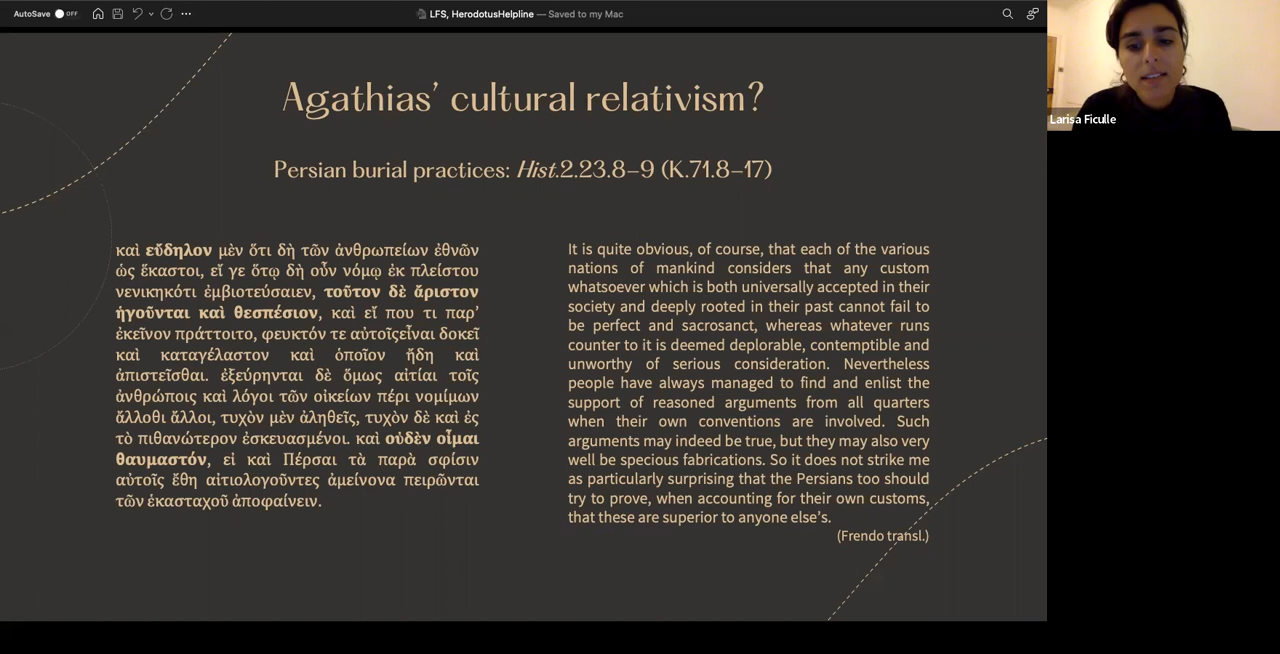 AutoSave OFF
LFS, HerodotusHelpline — Saved to my Mac
Larisa Ficulle
Agathias’ cultural relativism?
Persian burial practices: Hist.2.23.8–9 (K.71.8–17)
καὶ εὔδηλον μὲν ὅτι δὴ τῶν ἀνθρωπείων ἐθνῶν
ὡς ἕκαστοι, εἴ γε ὅτῳ δὴ οὖν νόμῳ ἐκ πλείστου
νενικηκότι ἐμβιοτεύσαιεν, τοῦτον δὲ ἄριστον
ἡγοῦνται καὶ θεσπέσιον, καὶ εἴ που τι παρ’
ἐκεῖνον πράττοιτο, φευκτόν τε αὐτοῖςεἶναι δοκεῖ
καὶ καταγέλαστον καὶ ὁποῖον ἤδη καὶ
ἀπιστεῖσθαι. ἐξεύρηνται δὲ ὅμως αἰτίαι τοῖς
ἀνθρώποις καὶ λόγοι τῶν οἰκείων πέρι νομίμων
ἄλλοθι ἄλλοι, τυχὸν μὲν ἀληθεῖς, τυχὸν δὲ καὶ ἐς
τὸ πιθανώτερον ἐσκευασμένοι. καὶ οὐδὲν οἶμαι
θαυμαστόν, εἰ καὶ Πέρσαι τὰ παρὰ σφίσιν
αὐτοῖς ἔθη αἰτιολογοῦντες ἀμείνονα πειρῶνται
τῶν ἑκασταχοῦ ἀποφαίνειν.
It is quite obvious, of course, that each of the various
nations of mankind considers that any custom
whatsoever which is both universally accepted in their
society and deeply rooted in their past cannot fail to
be perfect and sacrosanct, whereas whatever runs
counter to it is deemed deplorable, contemptible and
unworthy of serious consideration. Nevertheless
people have always managed to find and enlist the
support of reasoned arguments from all quarters
when their own conventions are involved. Such
arguments may indeed be true, but they may also very
well be specious fabrications. So it does not strike me
as particularly surprising that the Persians too should
try to prove, when accounting for their own customs,
that these are superior to anyone else’s.
(Frendo transl.)